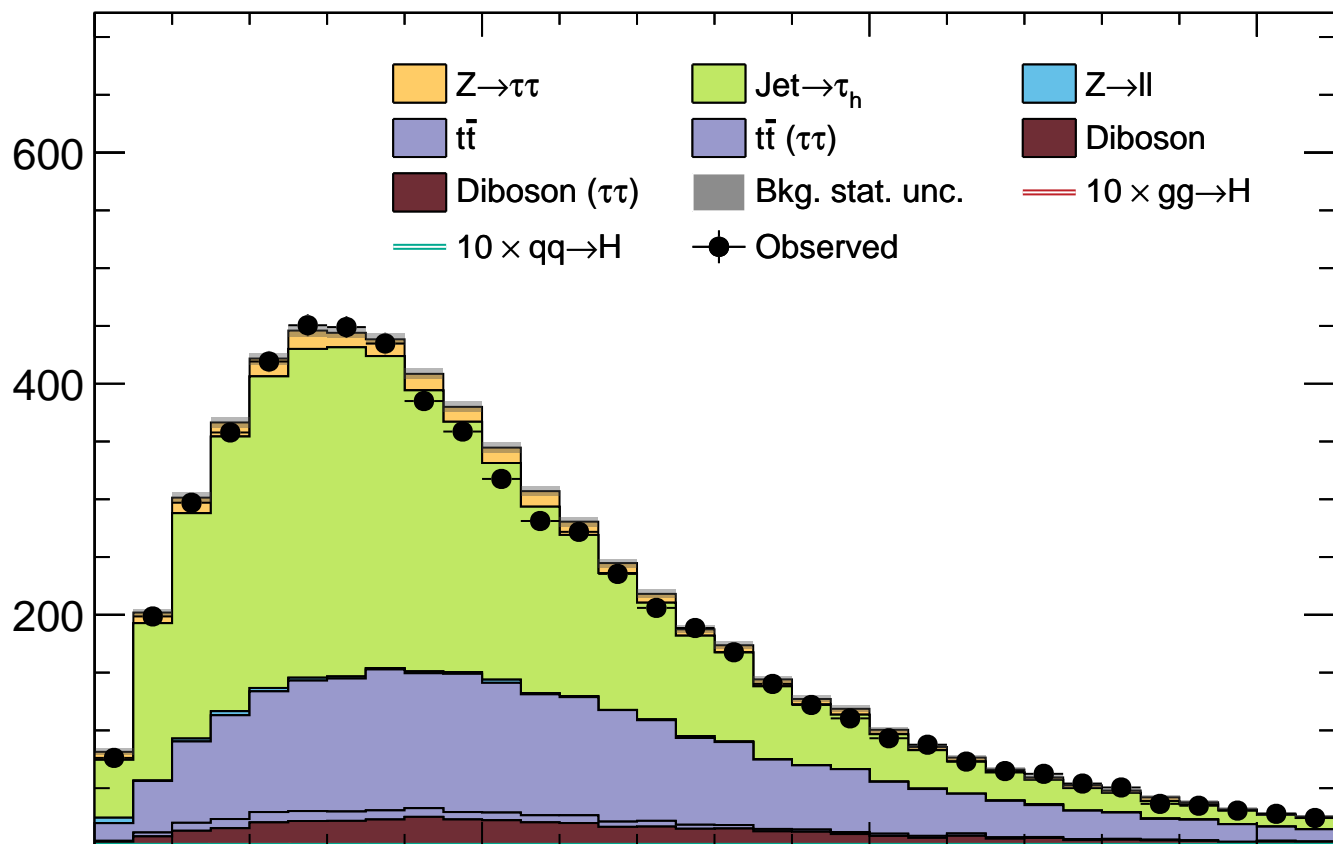 Z→ττ Jet→τh Z→ll
tt̄ tt̄ (ττ) Diboson
600
Diboson (ττ) Bkg. stat. unc. 10 × gg→H
10 × qq→H Observed
400
200